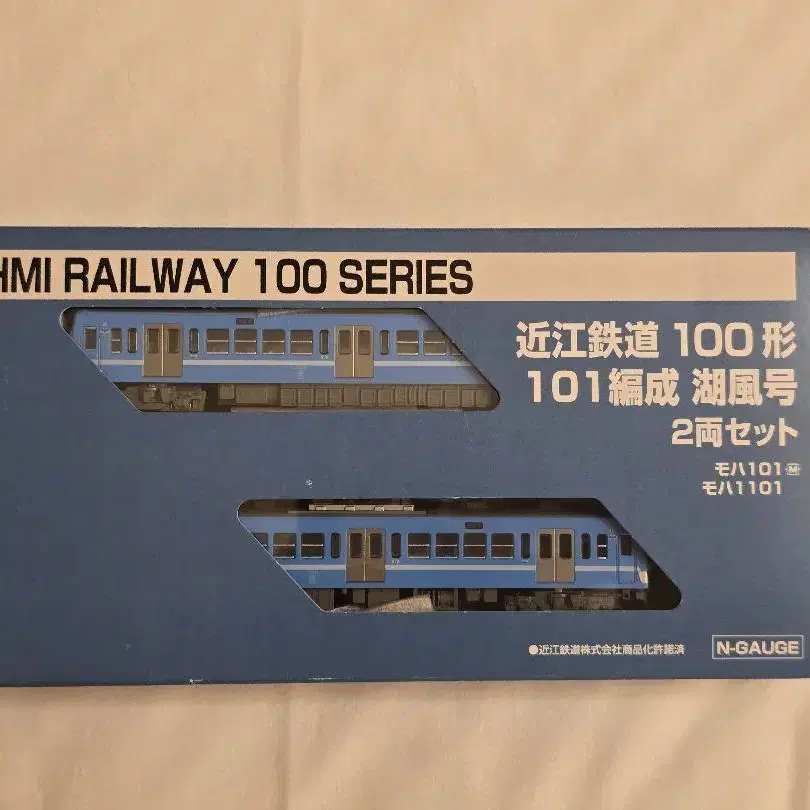 HMI RAILWAY 100 SERIES
近江鉄道 100形
101編成 湖風号
2両セット
モハ101 M
モハ1101
●近江鉄道株式会社商品化許諾済
N-GAUGE